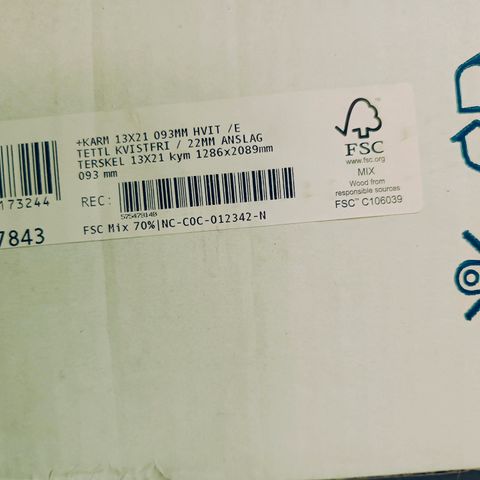 +KARM 13X21 093MM HVIT /E
TETTL KVISTFRI / 22MM ANSLAG
TERSKEL 13X21 kym 1286x2089mm
093 mm
173244
REC:
575479140
7843
FSC Mix 70%|NC-COC-012342-N
FSC
www.fsc.org
MIX
Wood from
responsible sources
FSC™ C106039